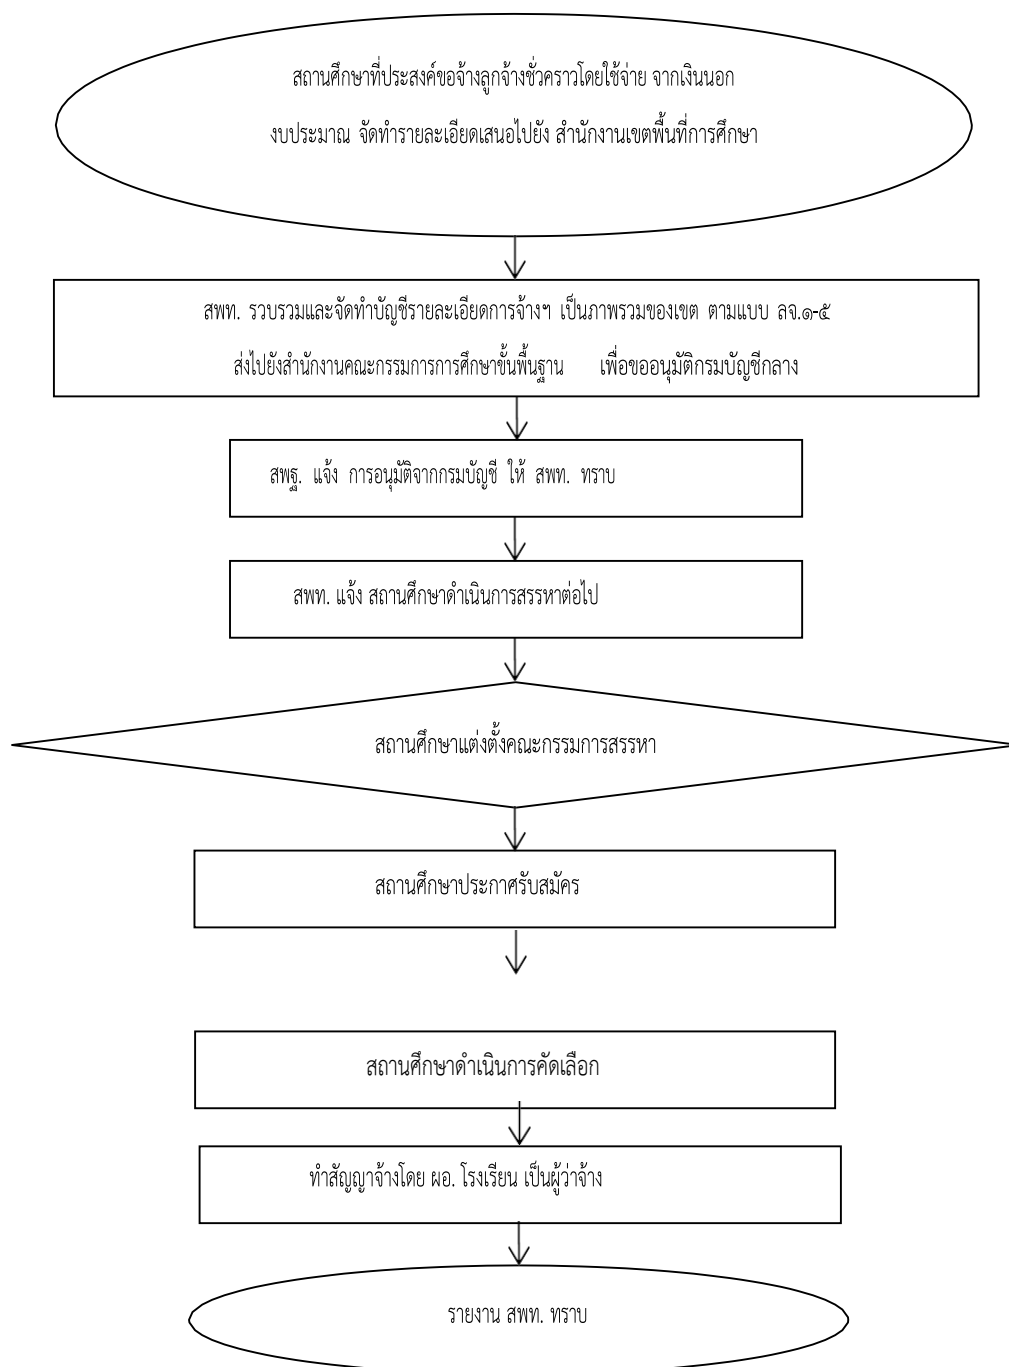 สถานศึกษาที่ประสงค์ขอจ้างลูกจ้างชั่วคราวโดยใช้จ่าย จากเงินนอก
งบประมาณ จัดทำรายละเอียดเสนอไปยัง สำนักงานเขตพื้นที่การศึกษา
สพท. รวบรวมและจัดทำบัญชีรายละเอียดการจ้างฯ เป็นภาพรวมของเขต ตามแบบ ลจ.๑-๕
ส่งไปยังสำนักงานคณะกรรมการการศึกษาขั้นพื้นฐาน เพื่อขออนุมัติกรมบัญชีกลาง
สพฐ. แจ้ง การอนุมัติจากกรมบัญชี ให้ สพท. ทราบ
สพท. แจ้ง สถานศึกษาดำเนินการสรรหาต่อไป
สถานศึกษาแต่งตั้งคณะกรรมการสรรหา
สถานศึกษาประกาศรับสมัคร
สถานศึกษาดำเนินการคัดเลือก
ทำสัญญาจ้างโดย ผอ. โรงเรียน เป็นผู้ว่าจ้าง
รายงาน สพท. ทราบ